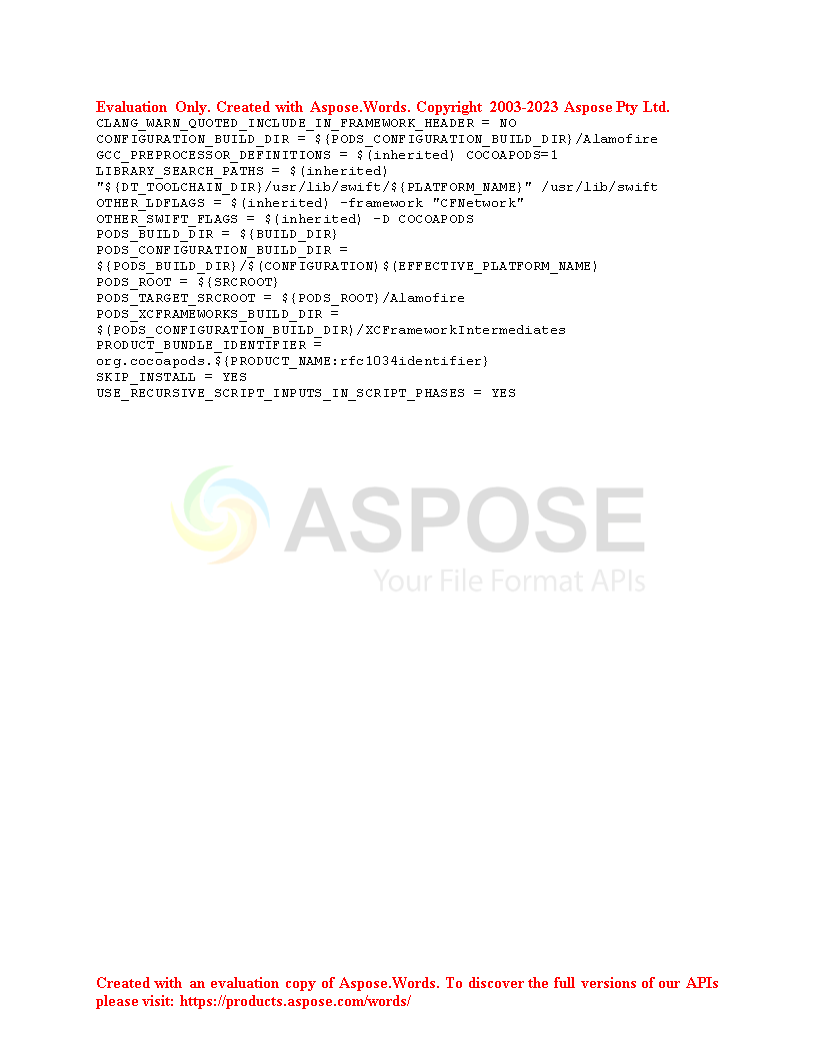 Evaluation Only. Created with Aspose.Words. Copyright 2003-2023 Aspose Pty Ltd.
CLANG_WARN_QUOTED_INCLUDE_IN_FRAMEWORK_HEADER = NO
CONFIGURATION_BUILD_DIR = ${PODS_CONFIGURATION_BUILD_DIR}/Alamofire
GCC_PREPROCESSOR_DEFINITIONS = $(inherited) COCOAPODS=1
LIBRARY_SEARCH_PATHS = $(inherited)
"${DT_TOOLCHAIN_DIR}/usr/lib/swift/${PLATFORM_NAME}" /usr/lib/swift
OTHER_LDFLAGS = $(inherited) -framework "CFNetwork"
OTHER_SWIFT_FLAGS = $(inherited) -D COCOAPODS
PODS_BUILD_DIR = ${BUILD_DIR}
PODS_CONFIGURATION_BUILD_DIR =
${PODS_BUILD_DIR}/$(CONFIGURATION)$(EFFECTIVE_PLATFORM_NAME)
PODS_ROOT = ${SRCROOT}
PODS_TARGET_SRCROOT = ${PODS_ROOT}/Alamofire
PODS_XCFRAMEWORKS_BUILD_DIR =
$(PODS_CONFIGURATION_BUILD_DIR)/XCFrameworkIntermediates
PRODUCT_BUNDLE_IDENTIFIER =
org.cocoapods.${PRODUCT_NAME:rfc1034identifier}
SKIP_INSTALL = YES
USE_RECURSIVE_SCRIPT_INPUTS_IN_SCRIPT_PHASES = YES
ASPOSE
Your File Format APIs
Created with an evaluation copy of Aspose.Words. To discover the full versions of our APIs
please visit: https://products.aspose.com/words/